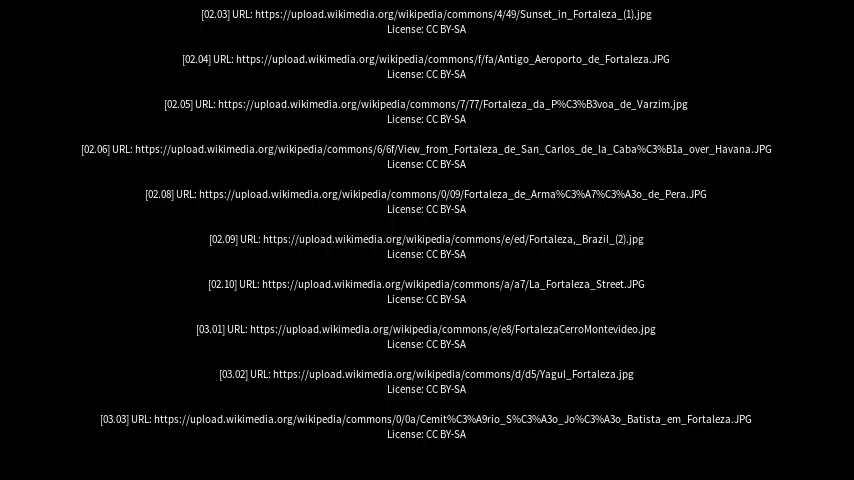 [02.03] URL: https://upload.wikimedia.org/wikipedia/commons/4/49/Sunset_in_Fortaleza_(1).jpg
License: CC BY-SA
[02.04] URL: https://upload.wikimedia.org/wikipedia/commons/f/fa/Antigo_Aeroporto_de_Fortaleza.JPG
License: CC BY-SA
[02.05] URL: https://upload.wikimedia.org/wikipedia/commons/7/77/Fortaleza_da_P%C3%B3voa_de_Varzim.jpg
License: CC BY-SA
[02.06] URL: https://upload.wikimedia.org/wikipedia/commons/6/6f/View_from_Fortaleza_de_San_Carlos_de_la_Caba%C3%B1a_over_Havana.JPG
License: CC BY-SA
[02.08] URL: https://upload.wikimedia.org/wikipedia/commons/0/09/Fortaleza_de_Arma%C3%A7%C3%A3o_de_Pera.JPG
License: CC BY-SA
[02.09] URL: https://upload.wikimedia.org/wikipedia/commons/e/ed/Fortaleza,_Brazil_(2).jpg
License: CC BY-SA
[02.10] URL: https://upload.wikimedia.org/wikipedia/commons/a/a7/La_Fortaleza_Street.JPG
License: CC BY-SA
[03.01] URL: https://upload.wikimedia.org/wikipedia/commons/e/e8/FortalezaCerroMontevideo.jpg
License: CC BY-SA
[03.02] URL: https://upload.wikimedia.org/wikipedia/commons/d/d5/Yagul_Fortaleza.jpg
License: CC BY-SA
[03.03] URL: https://upload.wikimedia.org/wikipedia/commons/0/0a/Cemit%C3%A9rio_S%C3%A3o_Jo%C3%A3o_Batista_em_Fortaleza.JPG
License: CC BY-SA